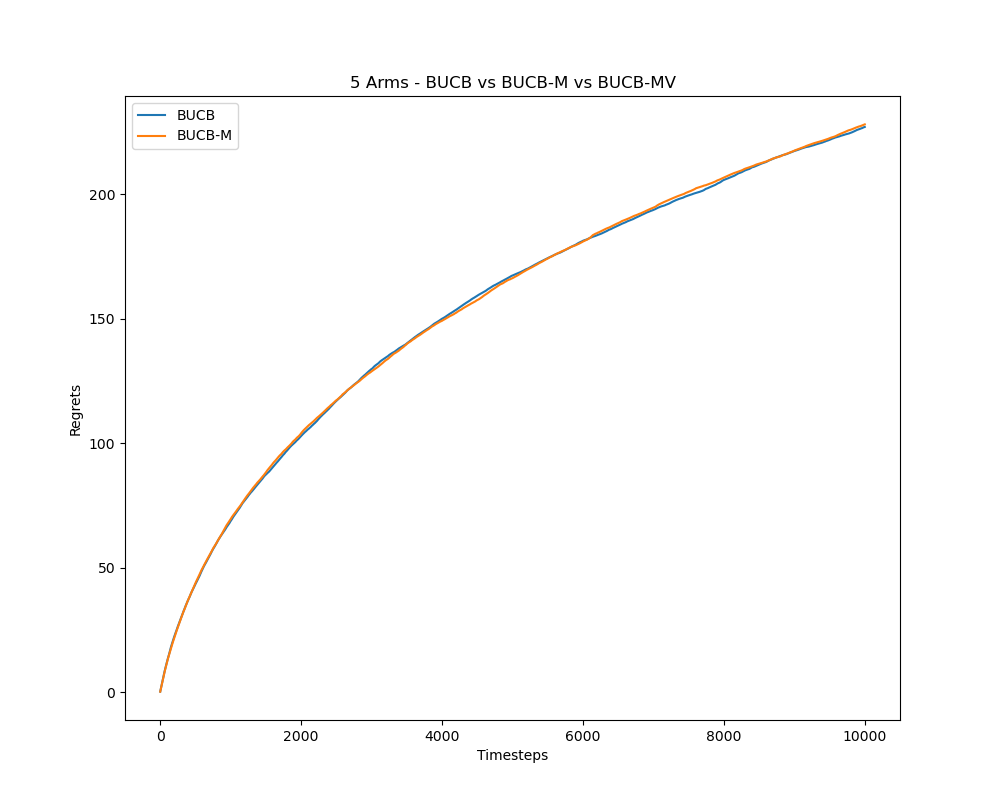 5 Arms - BUCB vs BUCB-M vs BUCB-MV
BUCB
BUCB-M
200
150
100
50
0
Regrets
0 2000 4000 6000 8000 10000
Timesteps